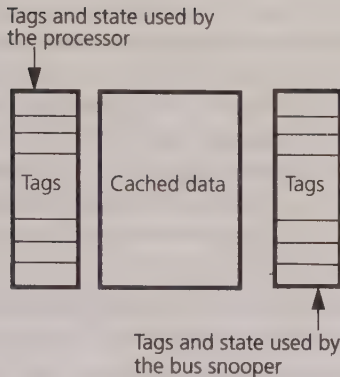 Tags and state used by
the processor
Tags
Cached data
Tags
Tags and state used by
the bus snooper